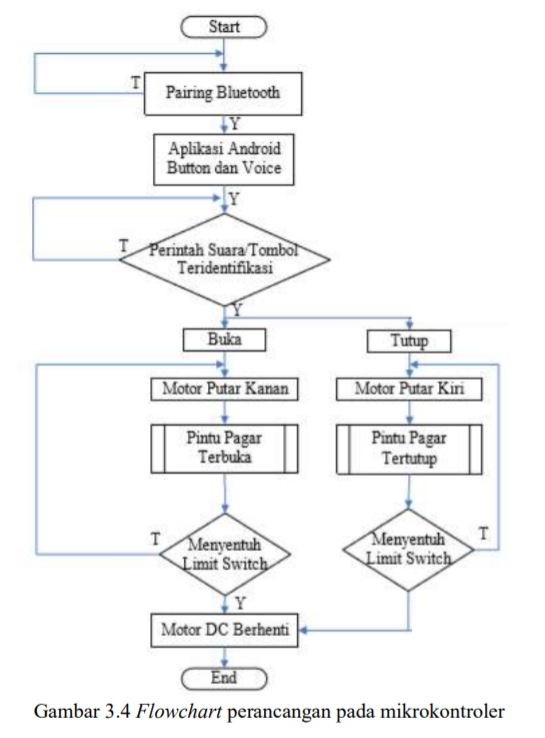 Start
T
Pairing Bluetooth
Y
Aplikasi Android
Button dan Voice
Y
T
Perintah Suara/Tombol
Teridentifikasi
Y
Buka
Tutup
Motor Putar Kanan
Motor Putar Kiri
Pintu Pagar
Terbuka
Pintu Pagar
Tertutup
T
Menyentuh
Limit Switch
Menyentuh
Limit Switch
T
Y
Motor DC Berhenti
End
Gambar 3.4 Flowchart perancangan pada mikrokontroler